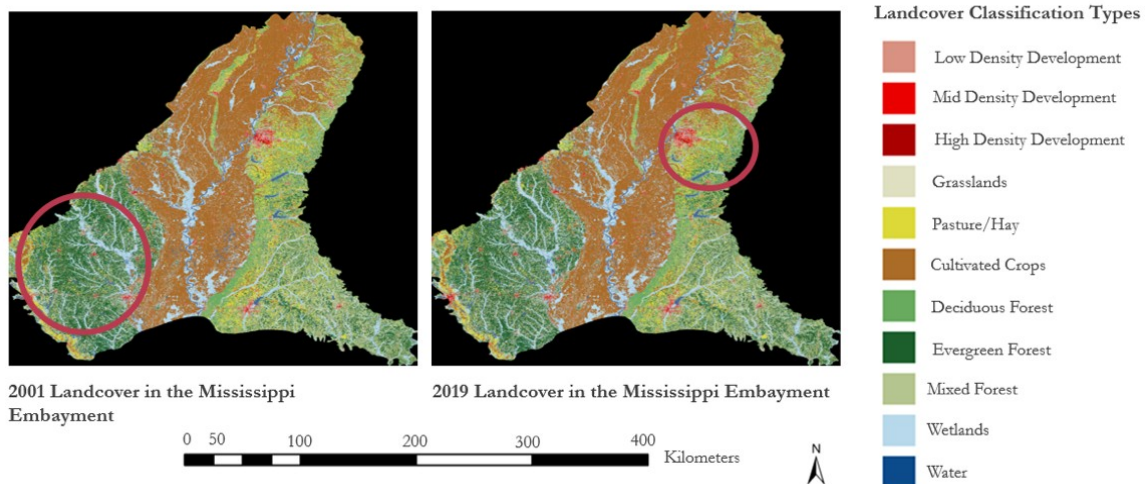 Landcover Classification Types
Low Density Development
Mid Density Development
High Density Development
Grasslands
Pasture/Hay
Cultivated Crops
Deciduous Forest
Evergreen Forest
Mixed Forest
Wetlands
Water
2001 Landcover in the Mississippi
Embayment
2019 Landcover in the Mississippi Embayment
0 50 100 200 300 400
Kilometers
N